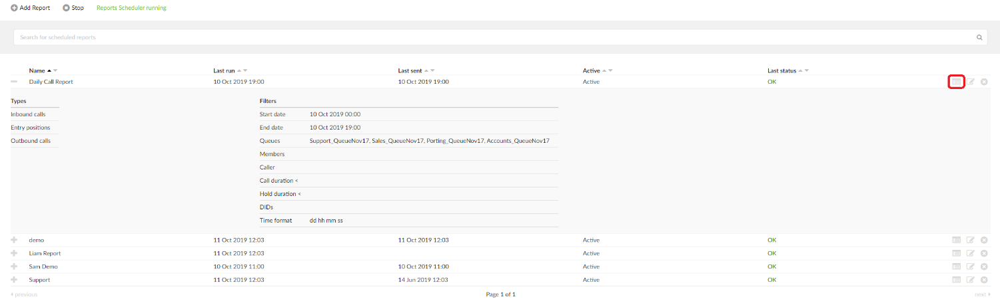 Add Report Stop Reports Scheduler running
Search for scheduled reports
Name Last run Last sent Active Last status
Daily Call Report 10 Oct 2019 19:00 10 Oct 2019 19:00 Active OK
Types Filters
Inbound calls Start date 10 Oct 2019 00:00
Entry positions End date 10 Oct 2019 19:00
Outbound calls Queues Support_QueueNov17, Sales_QueueNov17, Porting_QueueNov17, Accounts_QueueNov17
Members
Caller
Call duration <
Hold duration <
DIDs
Time format dd hh mm ss
demo 11 Oct 2019 12:03 11 Oct 2019 12:03 Active OK
Liam Report 11 Oct 2019 12:03 Active OK
Sam Demo 10 Oct 2019 11:00 10 Oct 2019 11:00 Active OK
Support 11 Oct 2019 12:03 14 Jun 2019 12:03 Active OK
previous Page 1 of 1 next